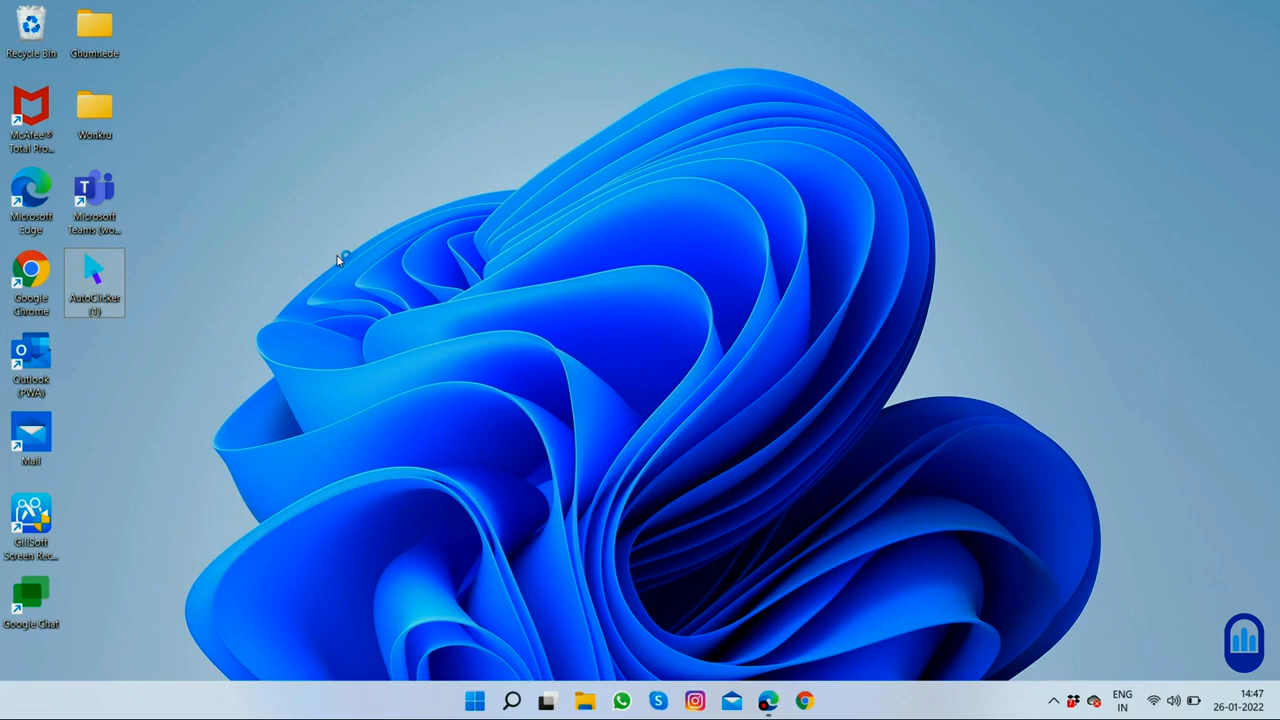 Recycle Bin
Ghumnede
McAfee®
Total Pro...
Wonkru
Microsoft
Edge
Microsoft
Teams (wo...
Google
Chrome
AutoClicker
(1)
Outlook
(PWA)
Mail
GiliSoft
Screen Rec...
Google Chat
ENG
IN
14:47
26-01-2022